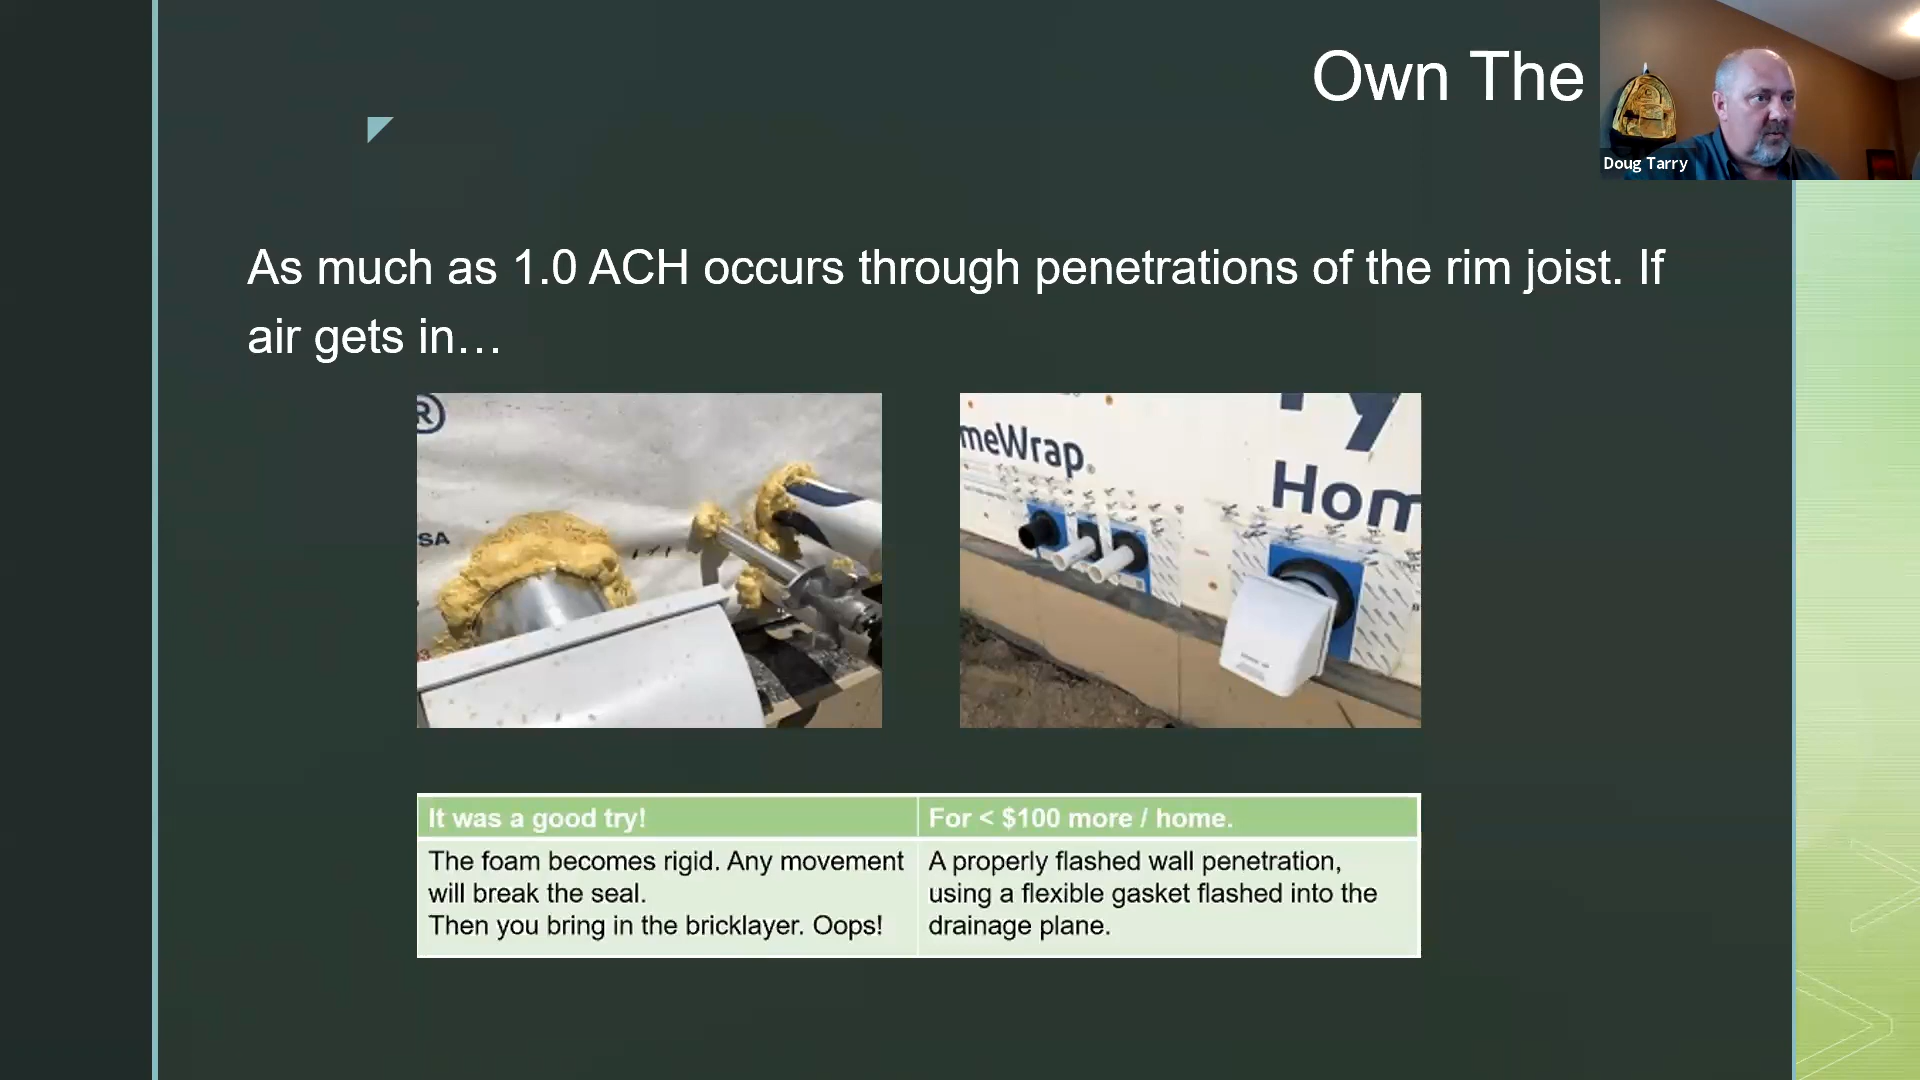 Own The
Doug Tarry
As much as 1.0 ACH occurs through penetrations of the rim joist. If
air gets in…
®
SA
meWrap®
ry
Hom
It was a good try!
For < $100 more / home.
The foam becomes rigid. Any movement
will break the seal.
Then you bring in the bricklayer. Oops!
A properly flashed wall penetration,
using a flexible gasket flashed into the
drainage plane.